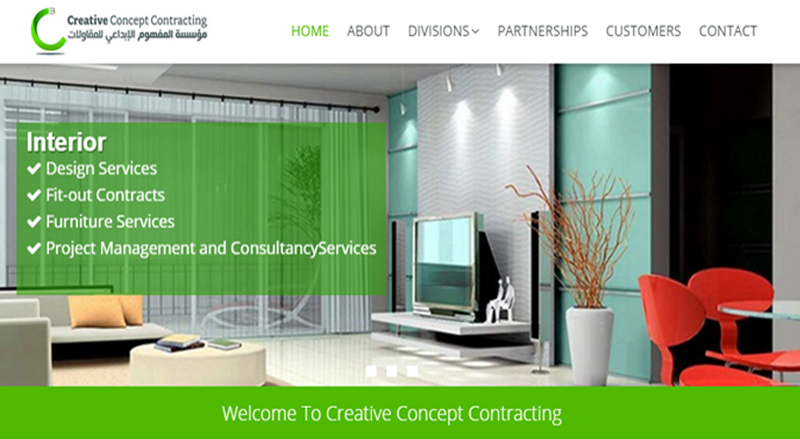 Creative Concept Contracting
مؤسسة المفهوم الإبداعي للمقاولات
HOME ABOUT DIVISIONS PARTNERSHIPS CUSTOMERS CONTACT
Interior
Design Services
Fit-out Contracts
Furniture Services
Project Management and ConsultancyServices
Welcome To Creative Concept Contracting